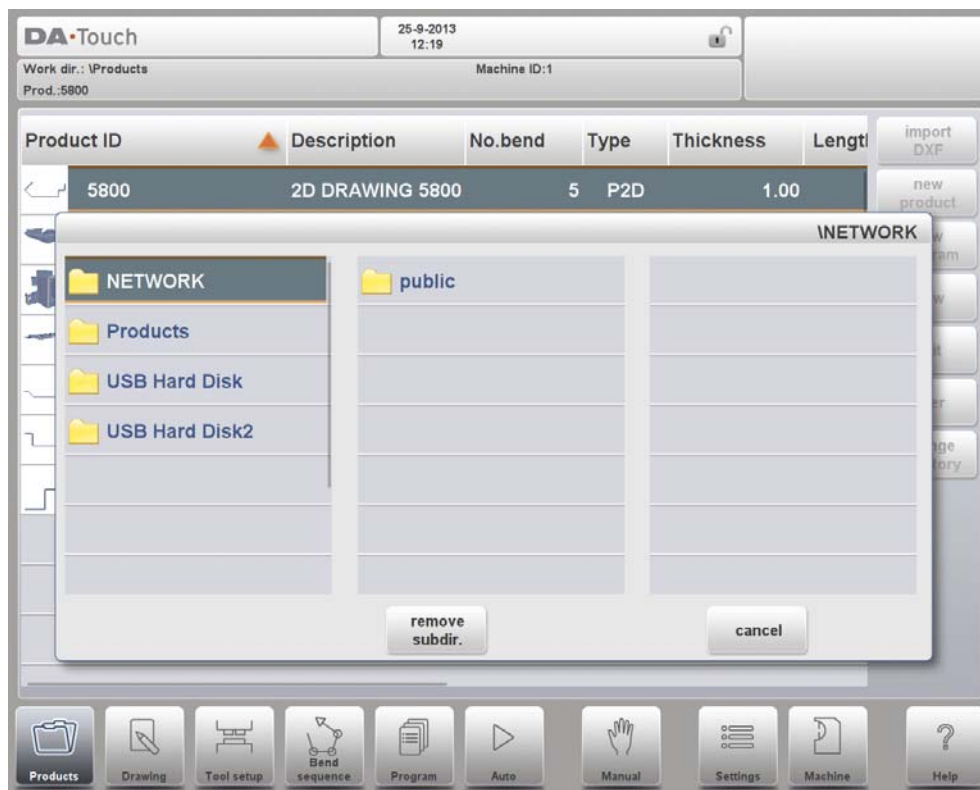 DA·Touch
25-9-2013
12:19
Work dir.: \Products
Machine ID:1
Prod.:5800
Product ID
Description
No.bend
Type
Thickness
Lengtl
import
DXF
5800
2D DRAWING 5800
5
P2D
1.00
new
product
\NETWORK
NETWORK
public
Products
USB Hard Disk
USB Hard Disk2
remove
subdir.
cancel
Products
Drawing
Tool setup
Bend
sequence
Program
Auto
Manual
Settings
Machine
Help